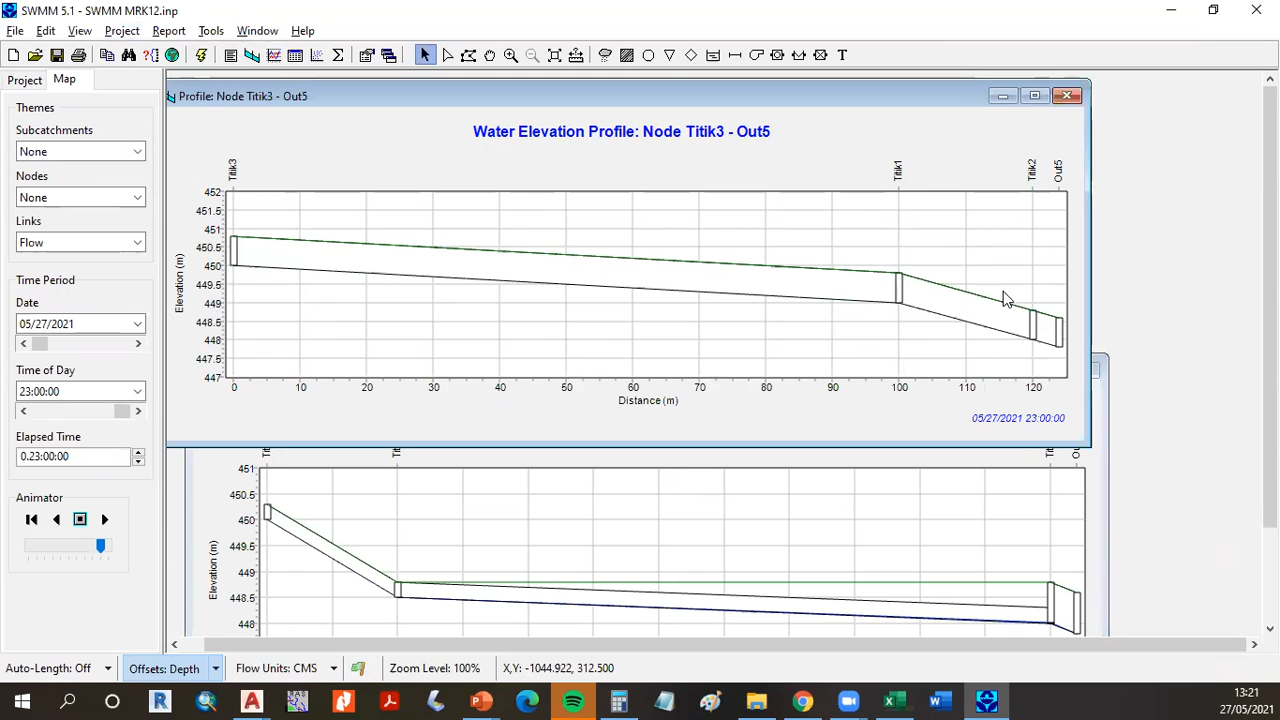 SWMM 5.1 - SWMM MRK12.inp
File Edit View Project Report Tools Window Help
Project Map
Themes
Subcatchments
None
Nodes
None
Links
Flow
Time Period
Date
05/27/2021
Time of Day
23:00:00
Elapsed Time
0.23:00:00
Animator
Profile: Node Titik3 - Out5
Water Elevation Profile: Node Titik3 - Out5
Titik3 Titik1 Titik2 Out5
452
451.5
451
450.5
450
449.5
449
448.5
448
447.5
447
Elevation (m)
0 10 20 30 40 50 60 70 80 90 100 110 120
Distance (m)
05/27/2021 23:00:00
451
450.5
450
449.5
449
448.5
448
Elevation (m)
Auto-Length: Off Offsets: Depth Flow Units: CMS Zoom Level: 100% X,Y: -1044.922, 312.500
13:21
27/05/2021